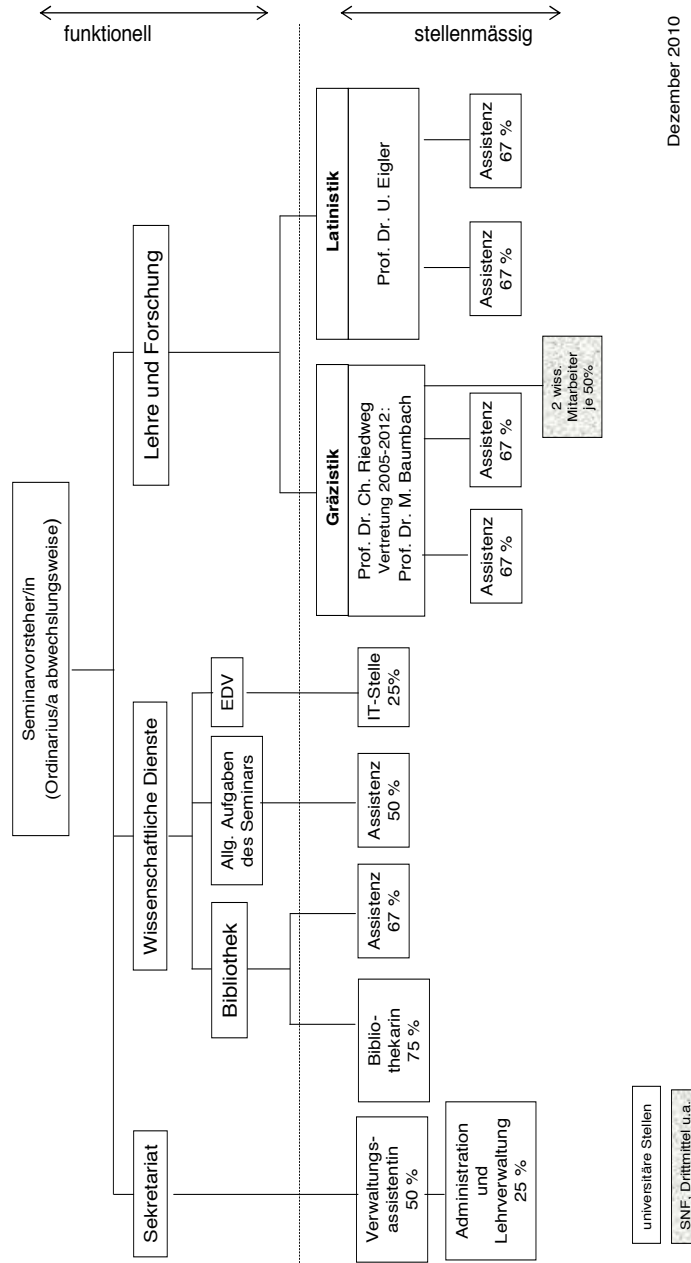 Seminarvorsteher/in
(Ordinarius/a abwechslungsweise)
Sekretariat
Wissenschaftliche Dienste
Lehre und Forschung
funktionell
Bibliothek
Allg. Aufgaben
des Seminars
EDV
stellenmässig
Verwaltungs-
assistentin
50 %
Administration
und
Lehrverwaltung
25 %
Biblio-
thekarin
75 %
Assistenz
67 %
Assistenz
50 %
IT-Stelle
25%
Gräzistik
Prof. Dr. Ch. Riedweg
Vertretung 2005-2012:
Prof. Dr. M. Baumbach
Assistenz
67 %
Assistenz
67 %
2 wiss.
Mitarbeiter
je 50%
Latinistik
Prof. Dr. U. Eigler
Assistenz
67 %
Assistenz
67 %
universitäre Stellen
SNF, Drittmittel u.a.
Dezember 2010